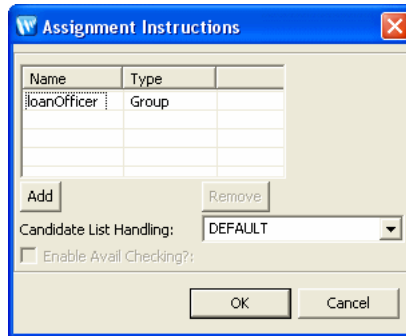 Assignment Instructions
Name Type
loanOfficer Group
Add Remove
Candidate List Handling: DEFAULT
Enable Avail Checking?:
OK Cancel